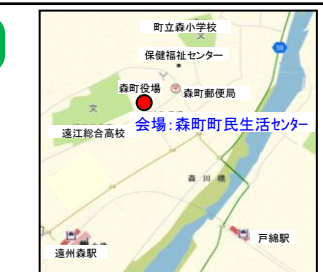 町立森小学校
58
保健福祉センター
森町役場
森町郵便局
文
会場：森町町民生活センター
遠江総合高校
森川橋
戸綿駅
遠州森駅